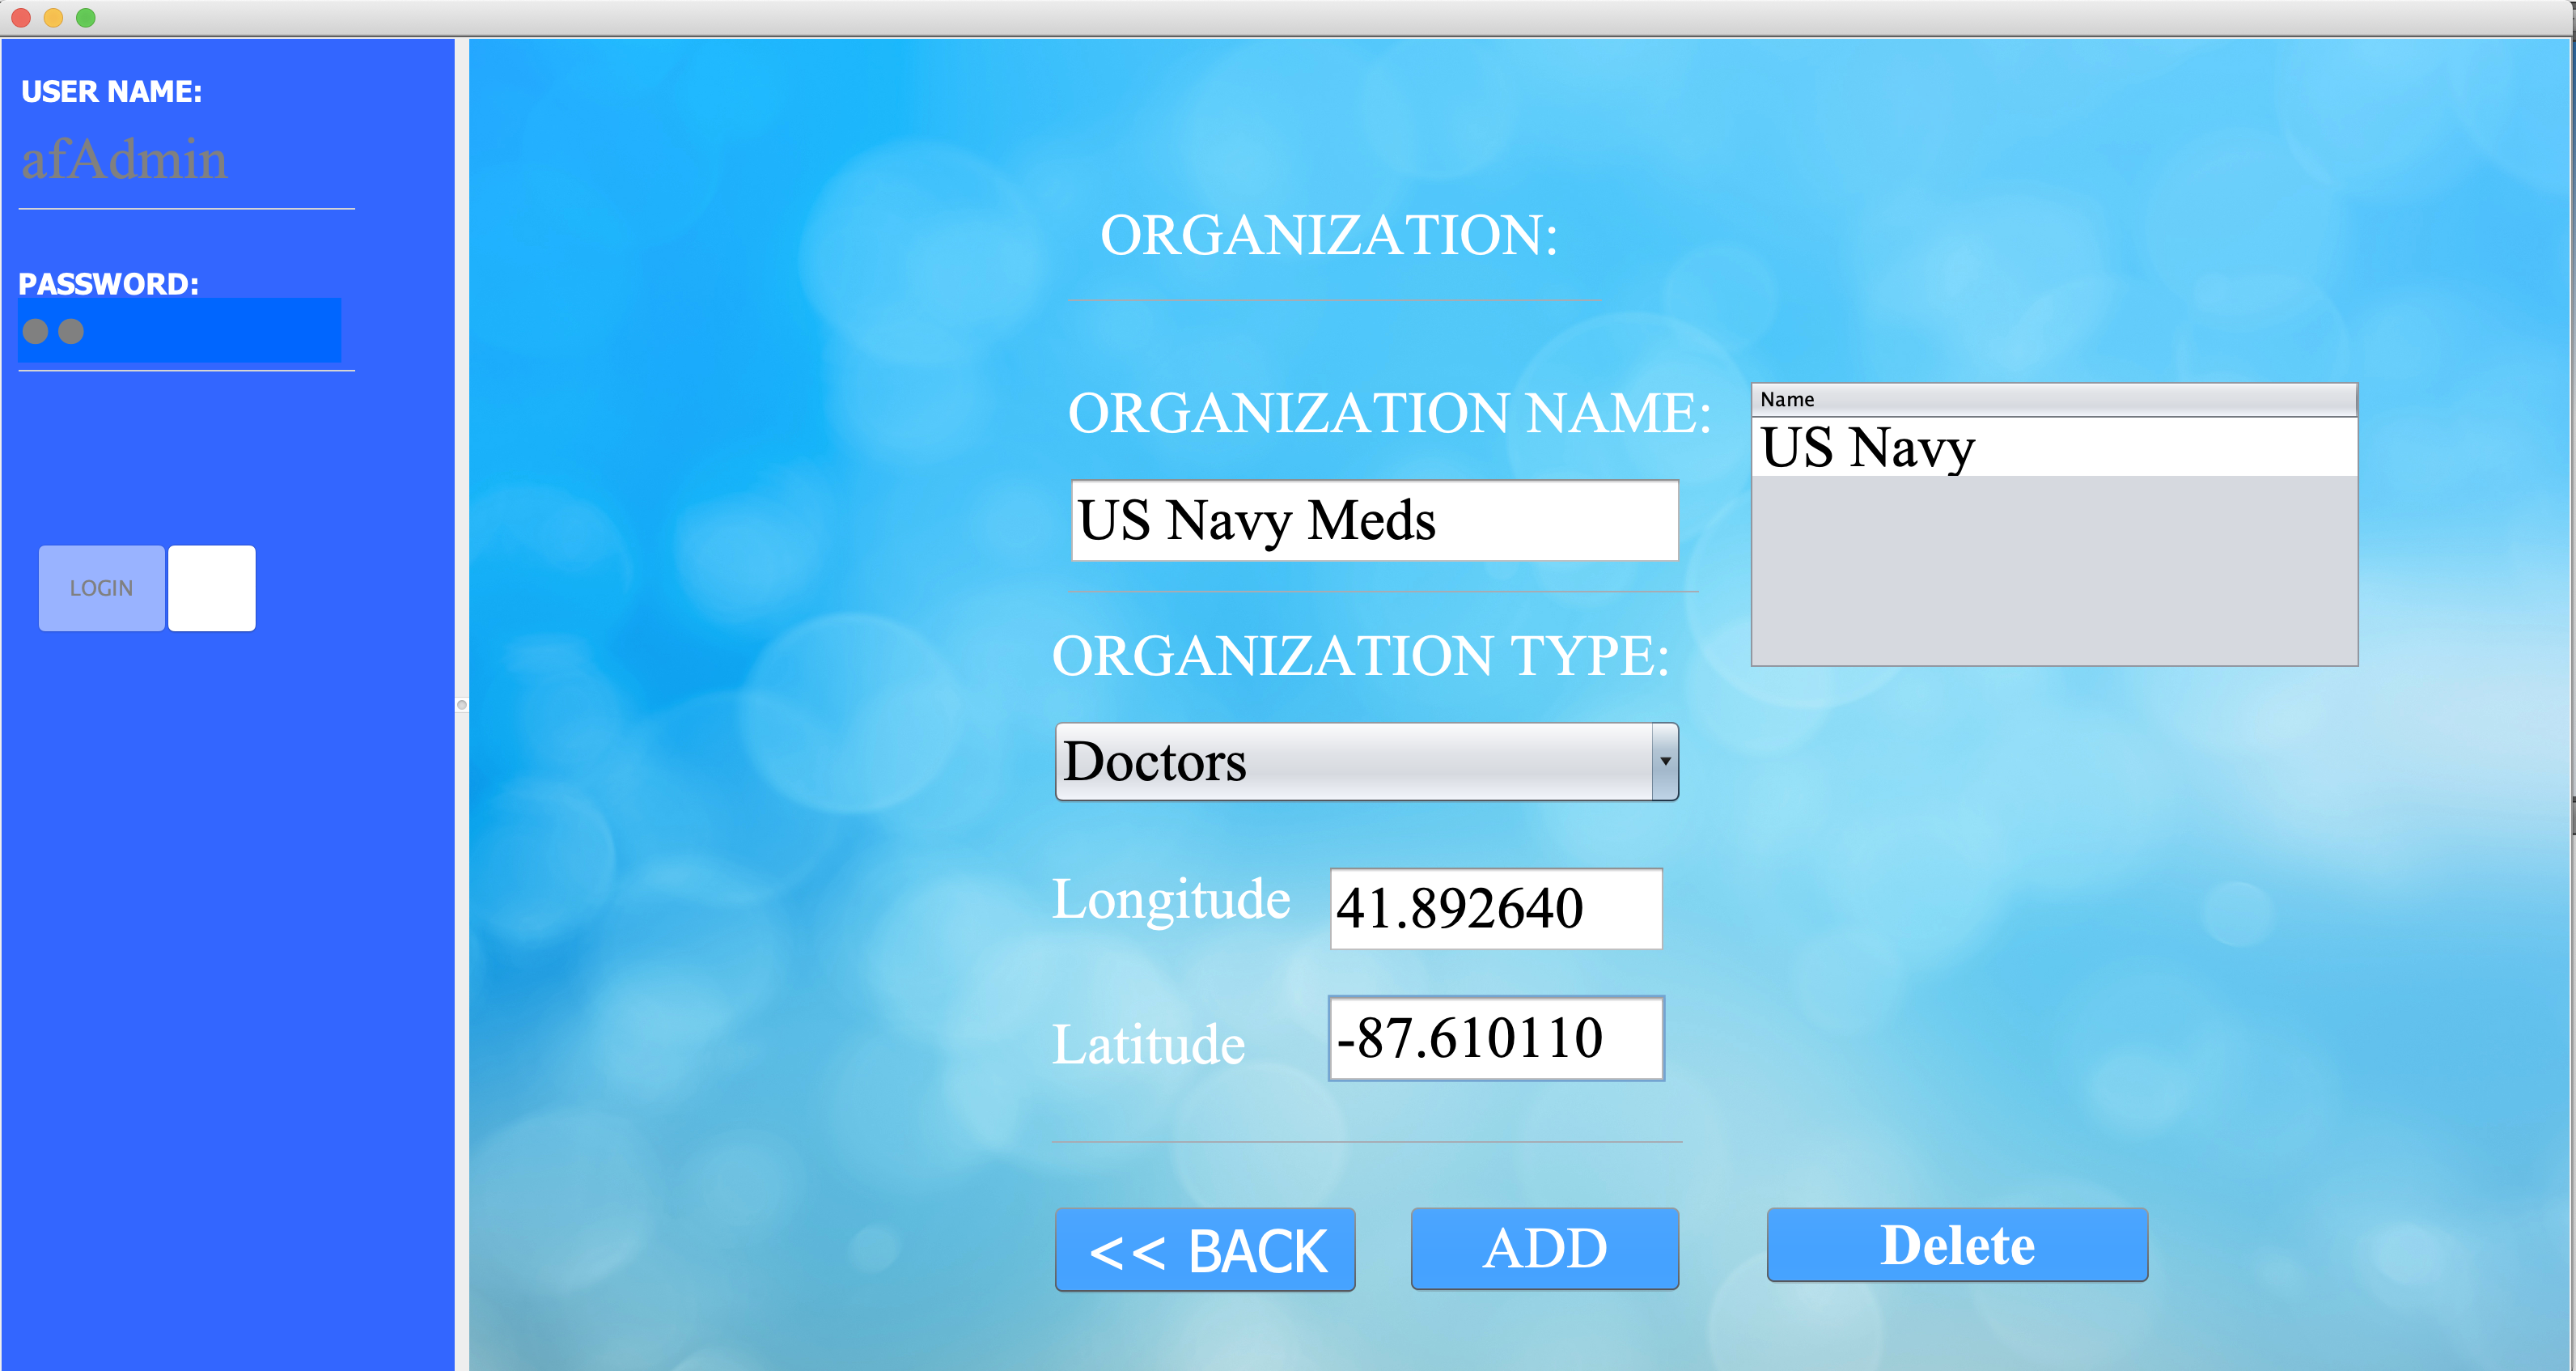 USER NAME:
afAdmin
PASSWORD:
LOGIN
ORGANIZATION:
ORGANIZATION NAME:
US Navy Meds
ORGANIZATION TYPE:
Doctors
Longitude 41.892640
Latitude -87.610110
Name
US Navy
<< BACK ADD Delete